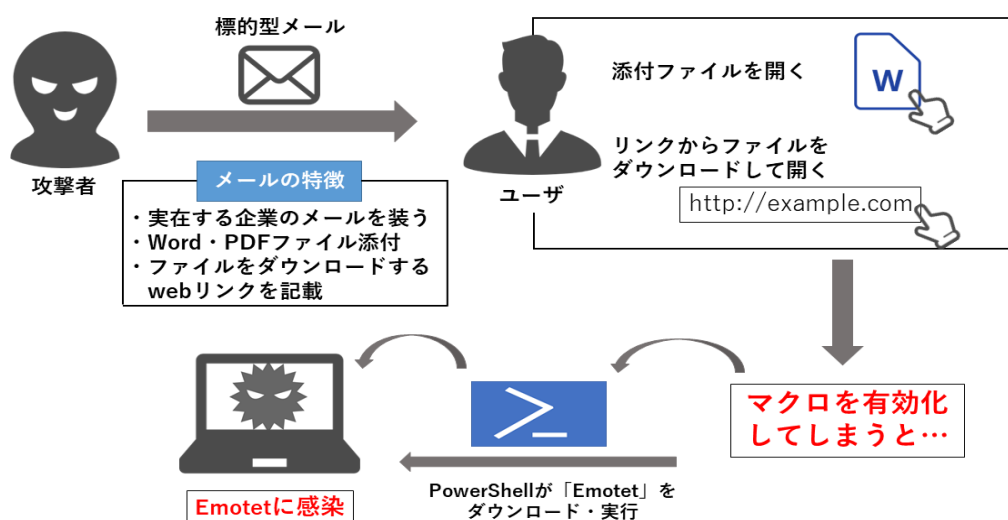 標的型メール
攻撃者
メールの特徴
・実在する企業のメールを装う
・Word・PDFファイル添付
・ファイルをダウンロードする
webリンクを記載
ユーザ
添付ファイルを開く
W
リンクからファイルを
ダウンロードして開く
http://example.com
マクロを有効化
してしまうと…
PowerShellが「Emotet」を
ダウンロード・実行
Emotetに感染